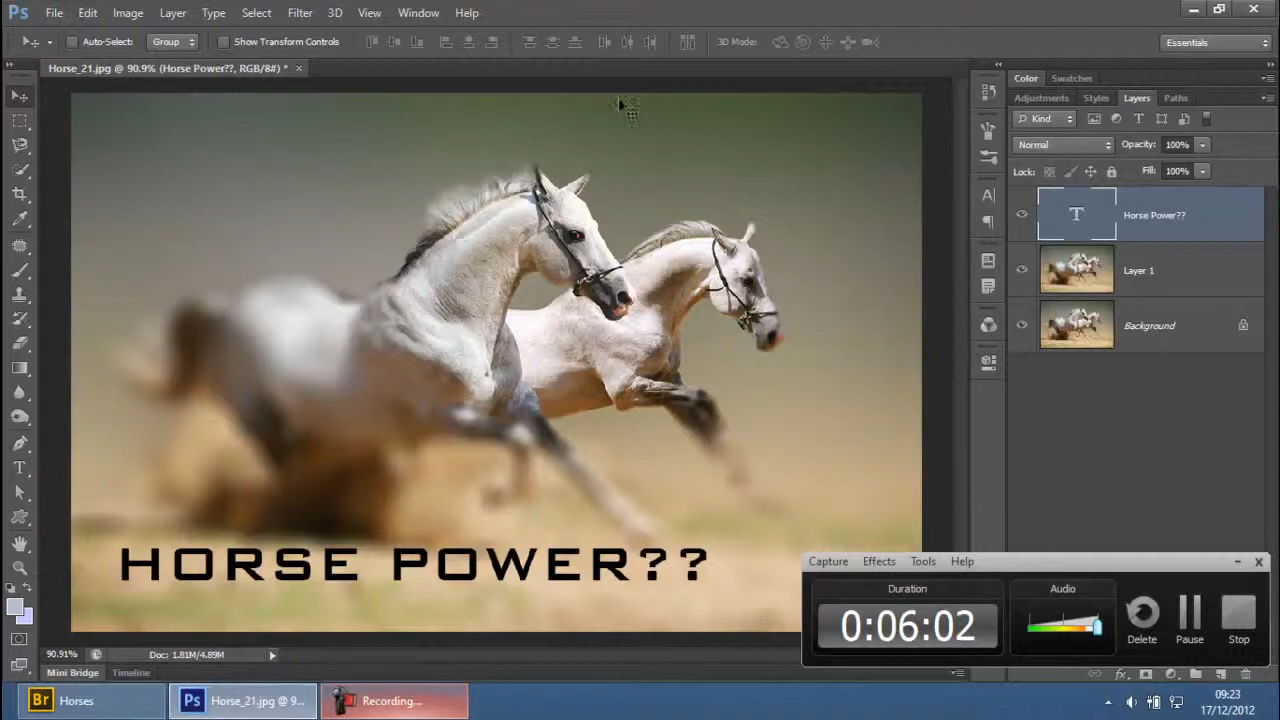 Ps File Edit Image Layer Type Select Filter 3D View Window Help
Auto-Select: Group Show Transform Controls 3D Mode: Essentials
Horse_21.jpg @ 90.9% (Horse Power??, RGB/8#) * ×
Color Swatches
Adjustments Styles Layers Paths
Kind
Normal Opacity: 100%
Lock: Fill: 100%
T Horse Power??
Layer 1
Background
HORSE POWER??
Capture Effects Tools Help
Duration Audio
0:06:02
Delete Pause Stop
90.91% Doc: 1.81M/4.89M
Mini Bridge Timeline
Br Horses Ps Horse_21.jpg @ 9... Recording...
09:23
17/12/2012